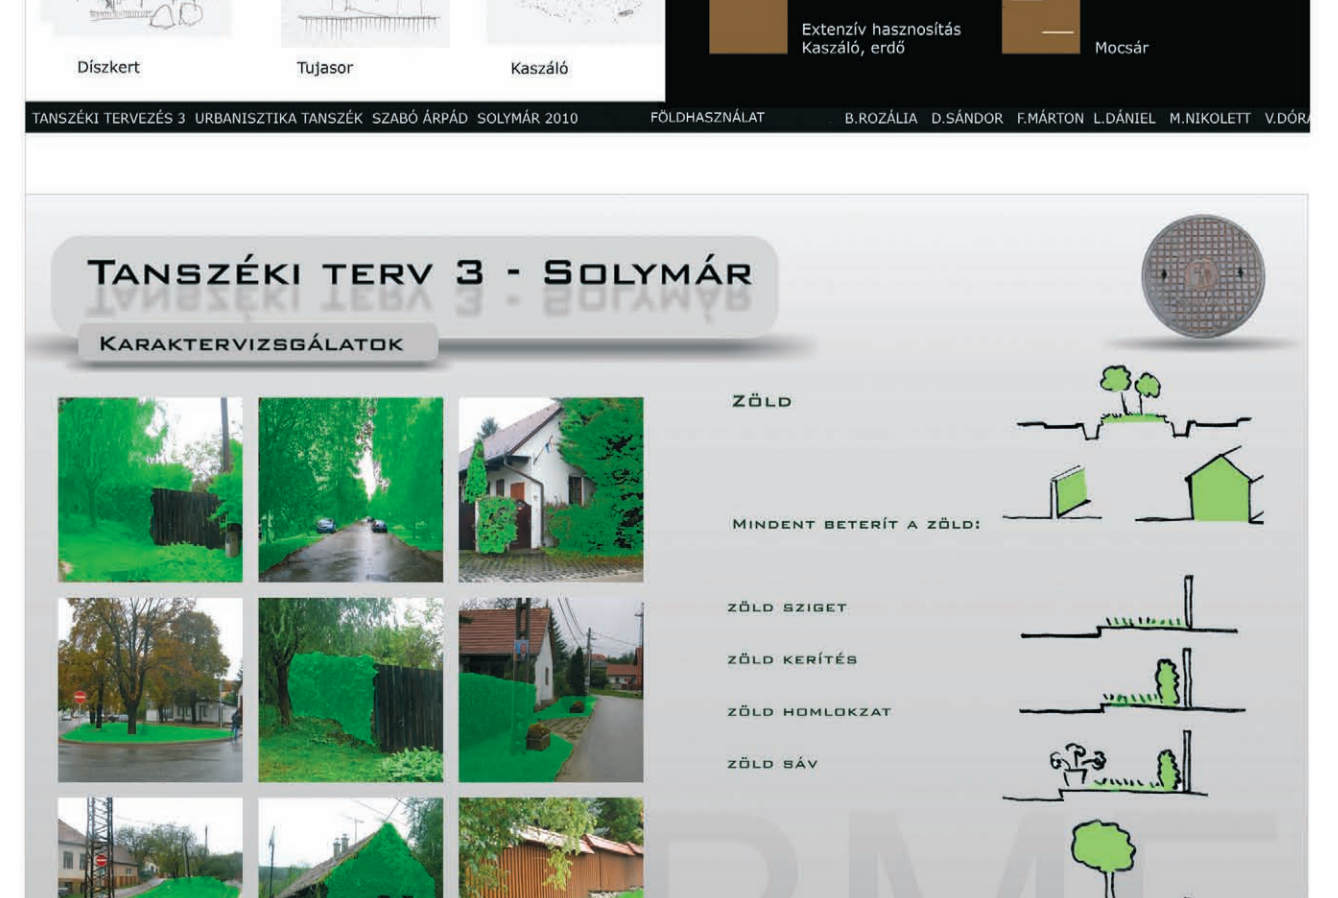 Díszkert
Tujasor
Kaszáló
Extenzív hasznosítás
Kaszáló, erdő
Mocsár
TANSZÉKI TERVEZÉS 3 URBANISZTIKA TANSZÉK SZABÓ ÁRPÁD SOLYMÁR 2010 FÖLDHASZNÁLAT B.ROZÁLIA D.SÁNDOR F.MÁRTON L.DÁNIEL M.NIKOLETT V.DÓRA
TANSZÉKI TERV 3 - SOLYMÁR
KARAKTERVIZSGÁLATOK
ZÖLD
MINDENT BETERÍT A ZÖLD:
ZÖLD SZIGET
ZÖLD KERÍTÉS
ZÖLD HOMLOKZAT
ZÖLD SÁV
BME